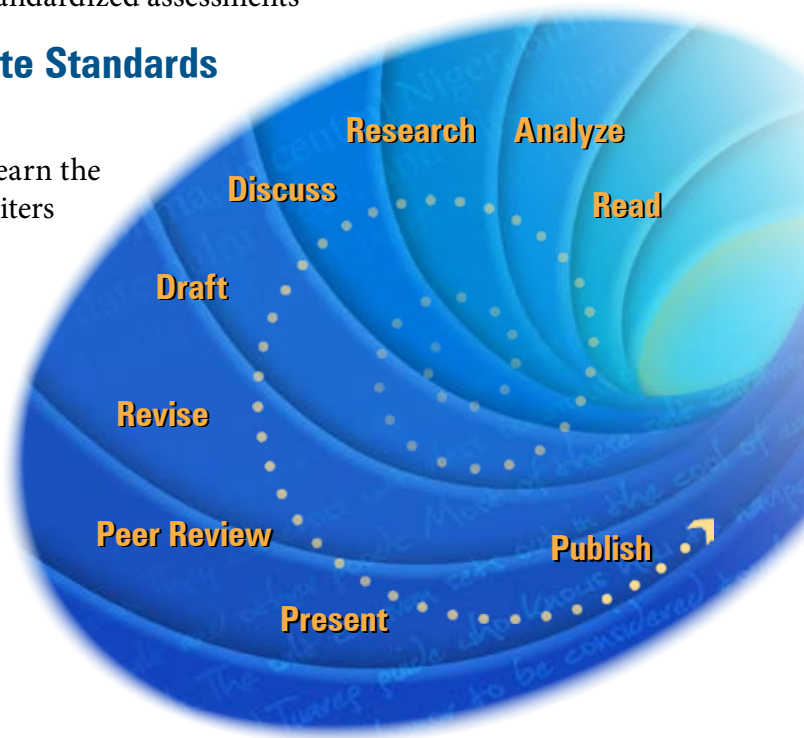 ndardized assessments
te Standards
earn the
iters
Research Analyze
Discuss
Read
Draft
Revise
Peer Review
Publish
Present